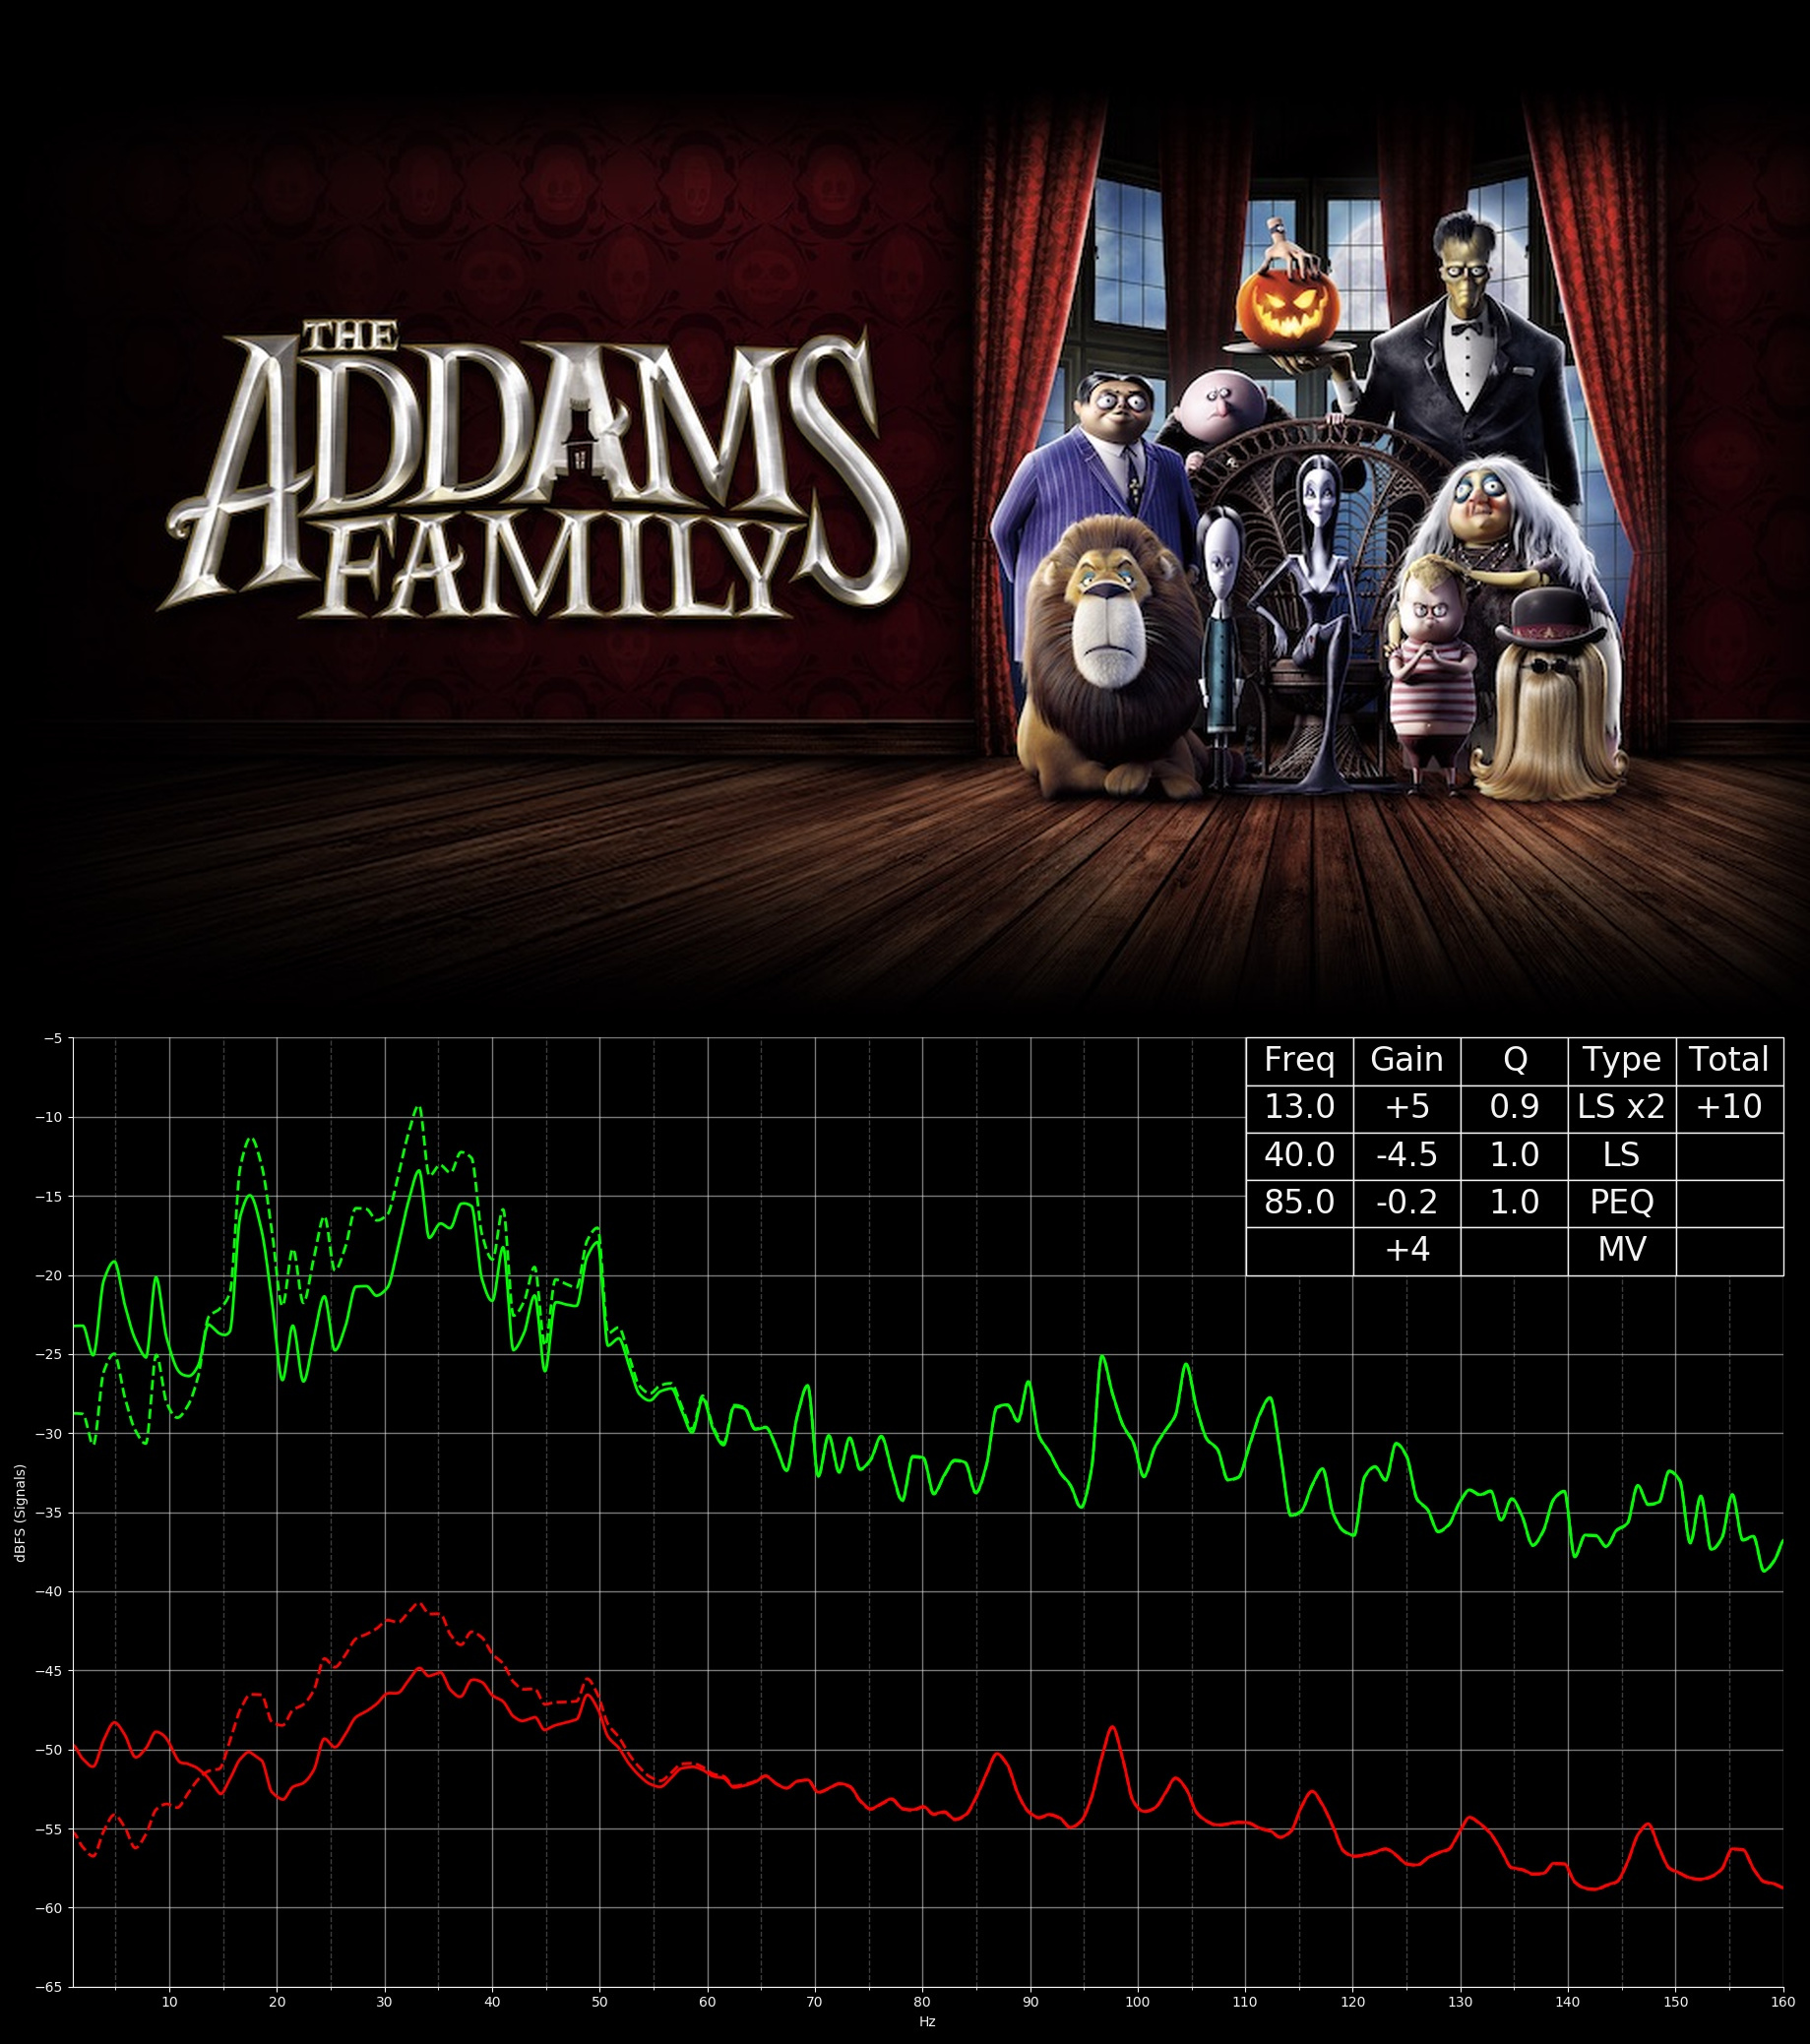 THE
ADDAMS
FAMILY
Freq Gain Q Type Total
13.0 +5 0.9 LS x2 +10
40.0 -4.5 1.0 LS
85.0 -0.2 1.0 PEQ
+4 MV
−5
−10
−15
−20
−25
−30
−35
−40
−45
−50
−55
−60
−65
dBFS (Signals)
10 20 30 40 50 60 70 80 90 100 110 120 130 140 150 160
Hz